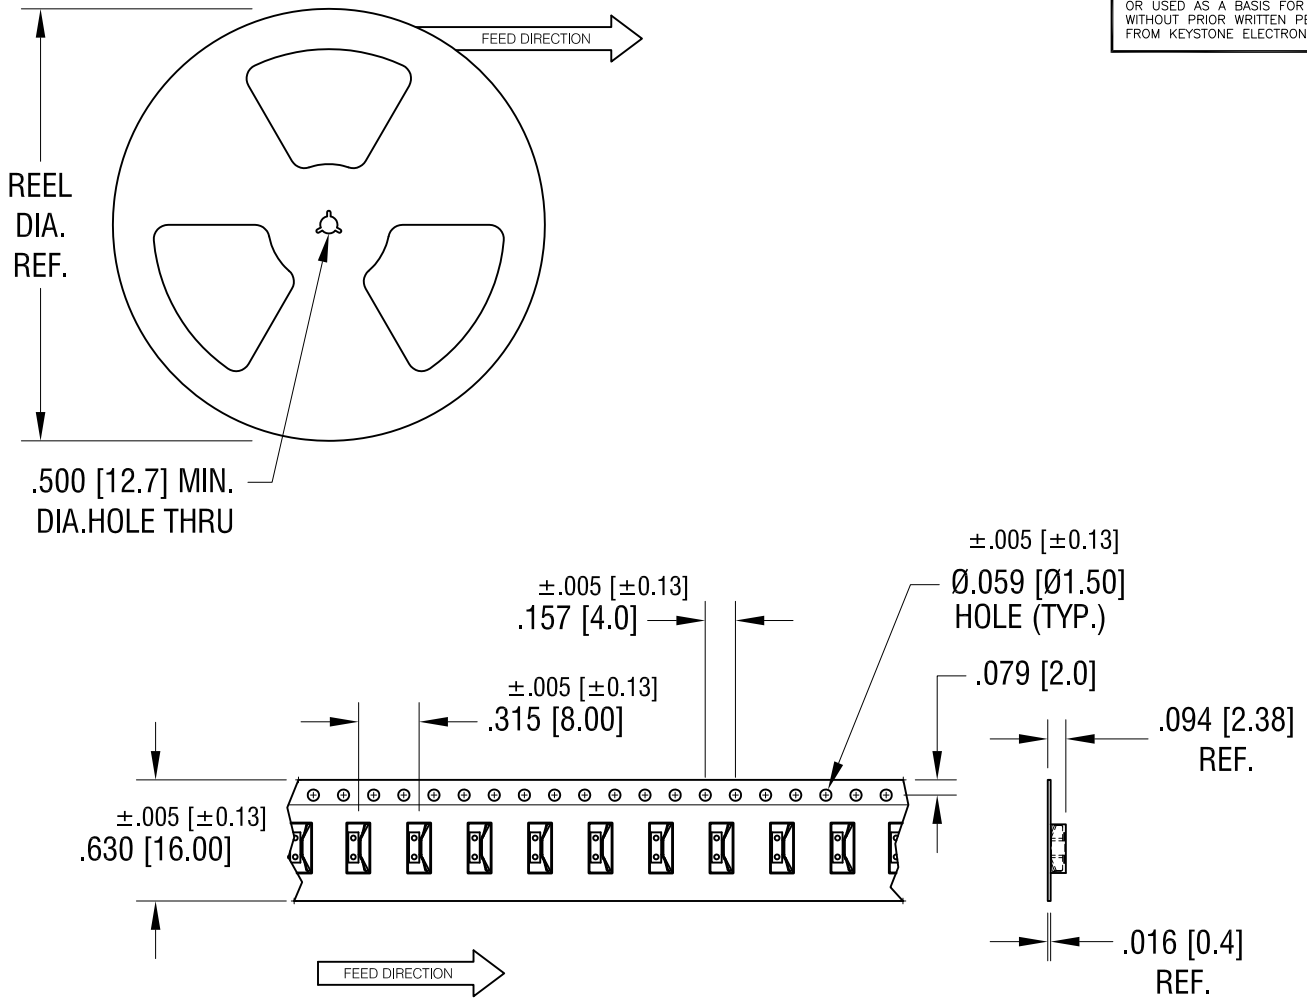 OR USED AS A BASIS FOR
WITHOUT PRIOR WRITTEN
FROM KEYSTONE
FEED DIRECTION
REEL
DIA.
REF.
.500 [12.7] MIN.
DIA.HOLE THRU
±.005 [±0.13]
Ø.059 [Ø1.50]
HOLE (TYP.)
±.005 [±0.13]
.157 [4.0]
.079 [2.0]
±.005 [±0.13]
.315 [8.00]
.094 [2.38]
REF.
±.005 [±0.13]
.630 [16.00]
.016 [0.4]
REF.
FEED DIRECTION